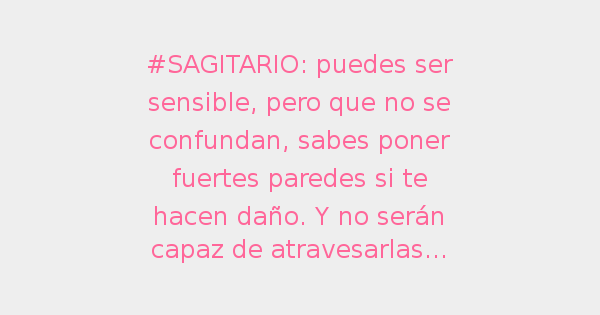 #SAGITARIO: puedes ser
sensible, pero que no se
confundan, sabes poner
fuertes paredes si te
hacen daño. Y no serán
capaz de atravesarlas...